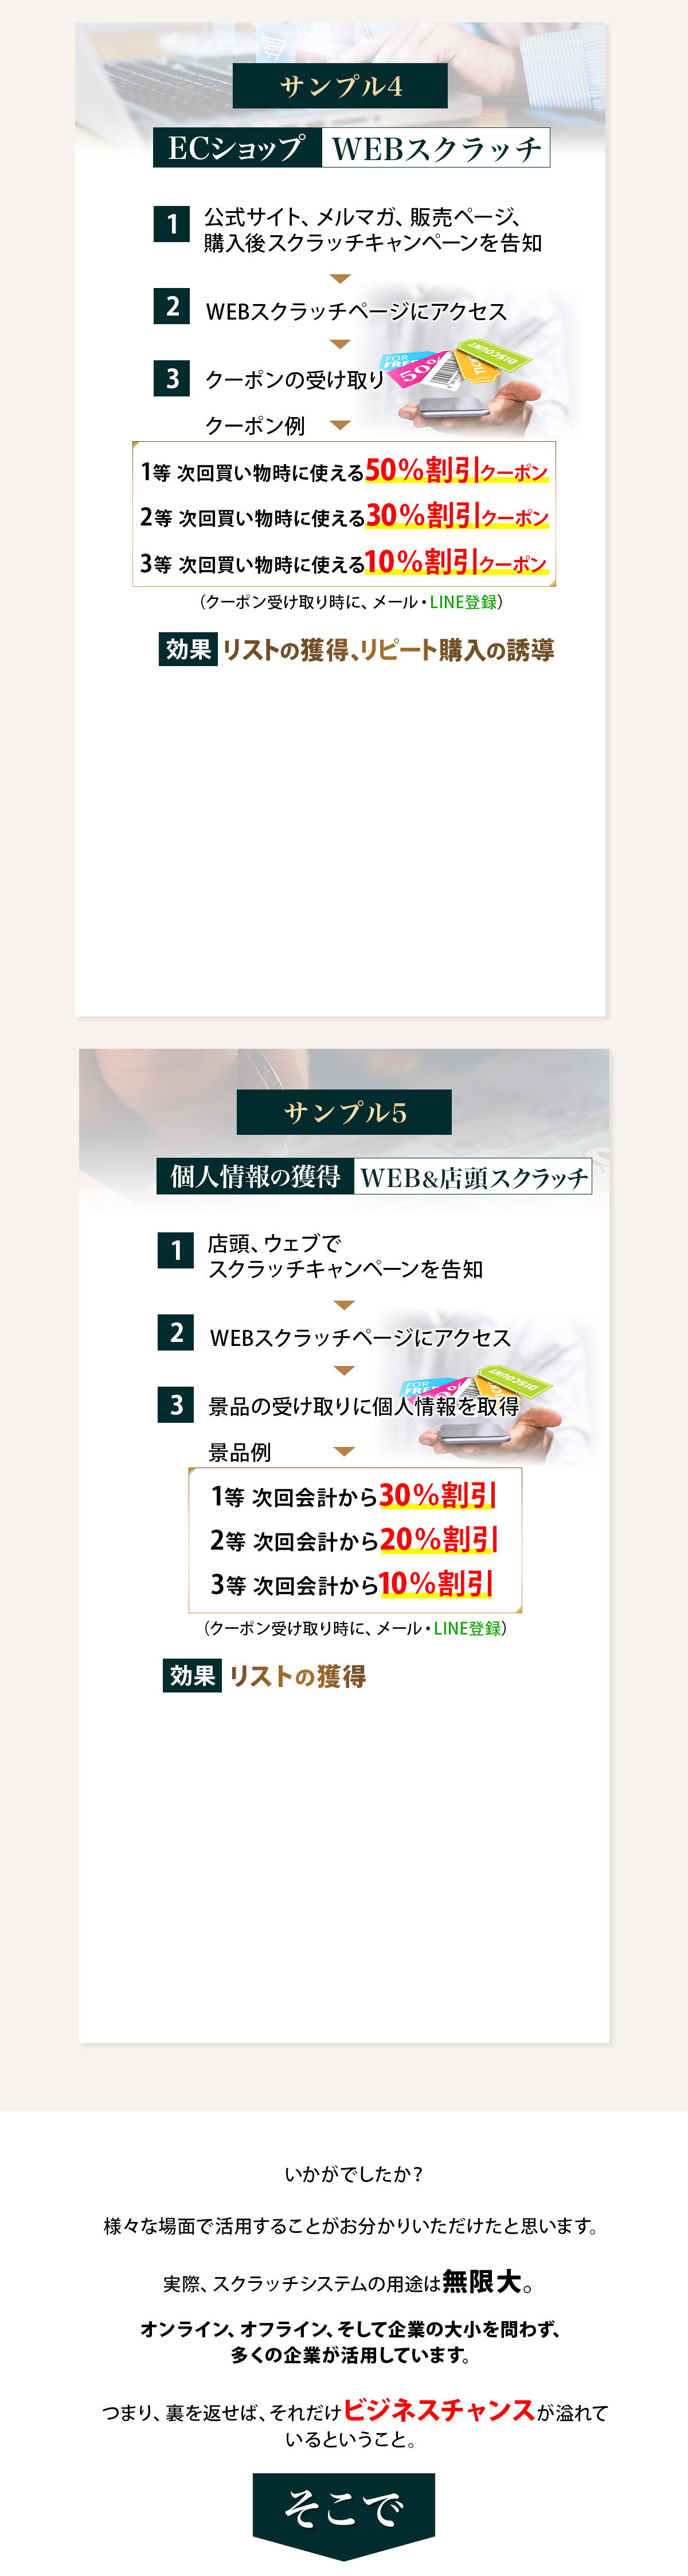 サンプル4
ECショップ WEBスクラッチ
1 公式サイト、メルマガ、販売ページ、
購入後スクラッチキャンペーンを告知
2 WEBスクラッチページにアクセス
FOR
FREE 50% DISCOUNT
3 クーポンの受け取り
クーポン例
1等 次回買い物時に使える50%割引クーポン
2等 次回買い物時に使える30%割引クーポン
3等 次回買い物時に使える10%割引クーポン
（クーポン受け取り時に、メール・LINE登録）
効果 リストの獲得、リピート購入の誘導
サンプル5
個人情報の獲得 WEB&店頭スクラッチ
1 店頭、ウェブで
スクラッチキャンペーンを告知
2 WEBスクラッチページにアクセス
FOR
FREE DISCOUNT
3 景品の受け取りに個人情報を取得
景品例
1等 次回会計から30%割引
2等 次回会計から20%割引
3等 次回会計から10%割引
（クーポン受け取り時に、メール・LINE登録）
効果 リストの獲得
いかがでしたか？
様々な場面で活用することがお分かりいただけたと思います。
実際、スクラッチシステムの用途は無限大。
オンライン、オフライン、そして企業の大小を問わず、
多くの企業が活用しています。
つまり、裏を返せば、それだけビジネスチャンスが溢れて
いるということ。
そこで